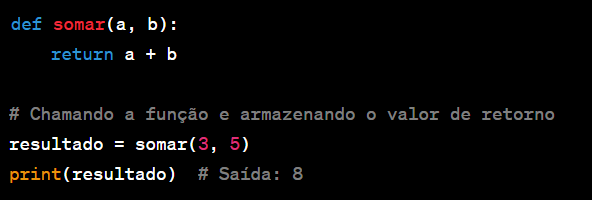 def somar(a, b):
    return a + b

# Chamando a função e armazenando o valor de retorno
resultado = somar(3, 5)
print(resultado)  # Saída: 8